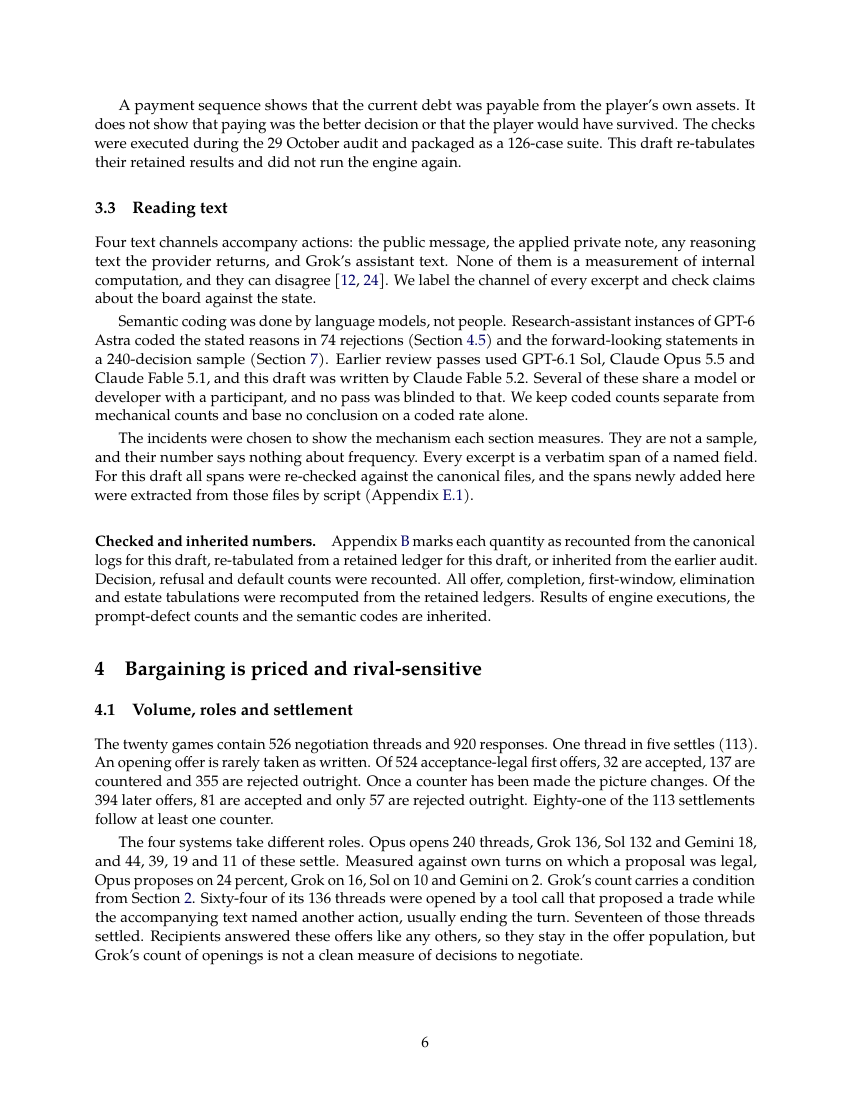 A payment sequence shows that the current debt was payable from the player's own assets. It
does not show that paying was the better decision or that the player would have survived. The checks
were executed during the 29 October audit and packaged as a 126-case suite. This draft re-tabulates
their retained results and did not run the engine again.
3.3 Reading text
Four text channels accompany actions: the public message, the applied private note, any reasoning
text the provider returns, and Grok's assistant text. None of them is a measurement of internal
computation, and they can disagree [12, 24]. We label the channel of every excerpt and check claims
about the board against the state.
Semantic coding was done by language models, not people. Research-assistant instances of GPT-6
Astra coded the stated reasons in 74 rejections (Section 4.5) and the forward-looking statements in
a 240-decision sample (Section 7). Earlier review passes used GPT-6.1 Sol, Claude Opus 5.5 and
Claude Fable 5.1, and this draft was written by Claude Fable 5.2. Several of these share a model or
developer with a participant, and no pass was blinded to that. We keep coded counts separate from
mechanical counts and base no conclusion on a coded rate alone.
The incidents were chosen to show the mechanism each section measures. They are not a sample,
and their number says nothing about frequency. Every excerpt is a verbatim span of a named field.
For this draft all spans were re-checked against the canonical files, and the spans newly added here
were extracted from those files by script (Appendix E.1).
Checked and inherited numbers. Appendix B marks each quantity as recounted from the canonical
logs for this draft, re-tabulated from a retained ledger for this draft, or inherited from the earlier audit.
Decision, refusal and default counts were recounted. All offer, completion, first-window, elimination
and estate tabulations were recomputed from the retained ledgers. Results of engine executions, the
prompt-defect counts and the semantic codes are inherited.
4 Bargaining is priced and rival-sensitive
4.1 Volume, roles and settlement
The twenty games contain 526 negotiation threads and 920 responses. One thread in five settles (113).
An opening offer is rarely taken as written. Of 524 acceptance-legal first offers, 32 are accepted, 137 are
countered and 355 are rejected outright. Once a counter has been made the picture changes. Of the
394 later offers, 81 are accepted and only 57 are rejected outright. Eighty-one of the 113 settlements
follow at least one counter.
The four systems take different roles. Opus opens 240 threads, Grok 136, Sol 132 and Gemini 18,
and 44, 39, 19 and 11 of these settle. Measured against own turns on which a proposal was legal,
Opus proposes on 24 percent, Grok on 16, Sol on 10 and Gemini on 2. Grok's count carries a condition
from Section 2. Sixty-four of its 136 threads were opened by a tool call that proposed a trade while
the accompanying text named another action, usually ending the turn. Seventeen of those threads
settled. Recipients answered these offers like any others, so they stay in the offer population, but
Grok's count of openings is not a clean measure of decisions to negotiate.
6